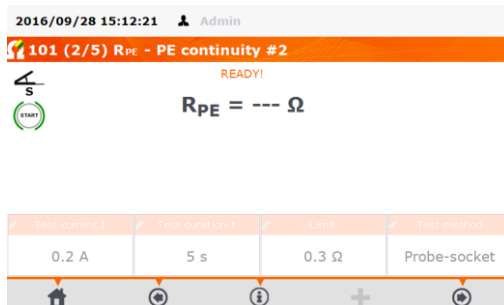 2016/09/28 15:12:21 Admin
101 (2/5) RPE - PE continuity #2
READY!
S
START
RPE = --- Ω
Test current I Test duration t Limit Test method
0.2 A 5 s 0.3 Ω Probe-socket